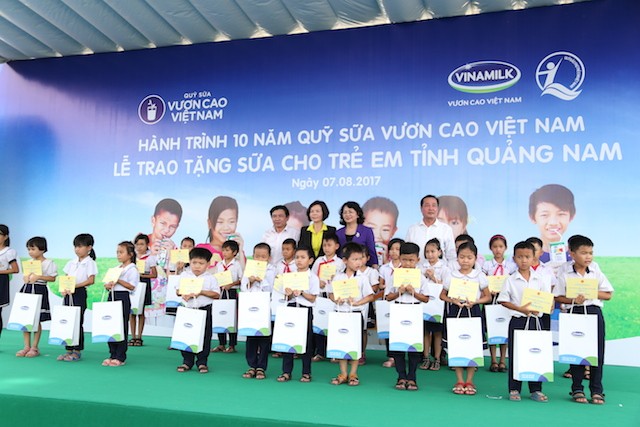 QUỸ SỮA
VƯƠN CAO
VIỆT NAM
VINAMILK
VƯƠN CAO VIỆT NAM
HÀNH TRÌNH 10 NĂM QUỸ SỮA VƯƠN CAO VIỆT NAM
LỄ TRAO TẶNG SỮA CHO TRẺ EM TỈNH QUẢNG NAM
Ngày 07.08.2017